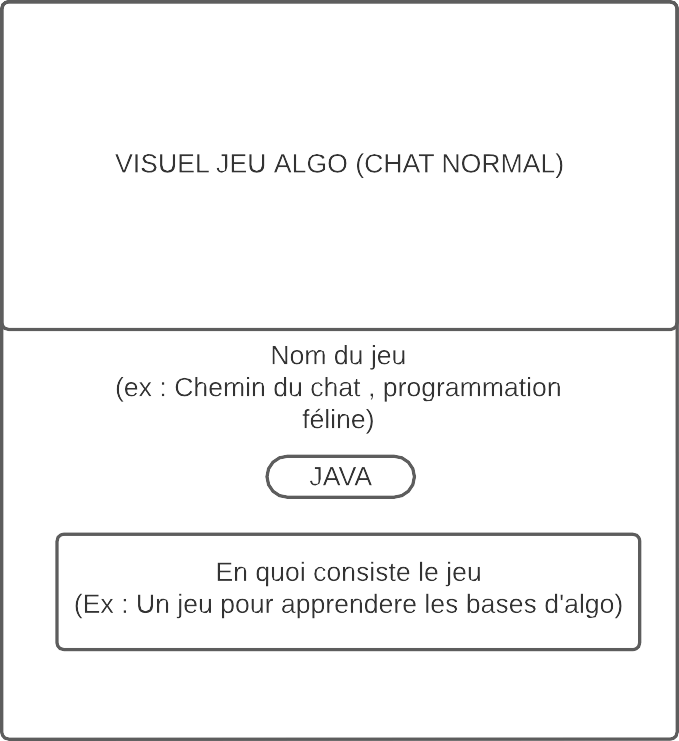 VISUEL JEU ALGO (CHAT NORMAL)
Nom du jeu
(ex : Chemin du chat , programmation
féline)
JAVA
En quoi consiste le jeu
(Ex : Un jeu pour apprendere les bases d'algo)